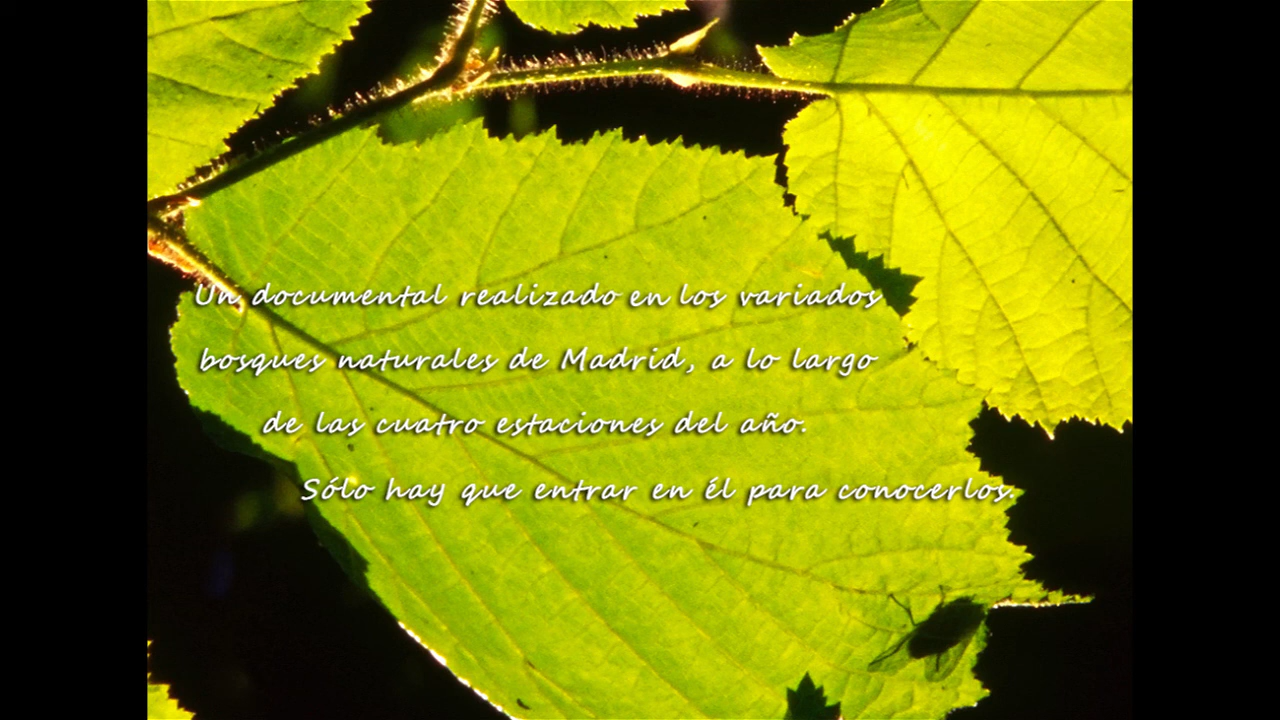 Un documental realizado en los variados
bosques naturales de Madrid, a lo largo
de las cuatro estaciones del año.
Sólo hay que entrar en él para conocerlos.